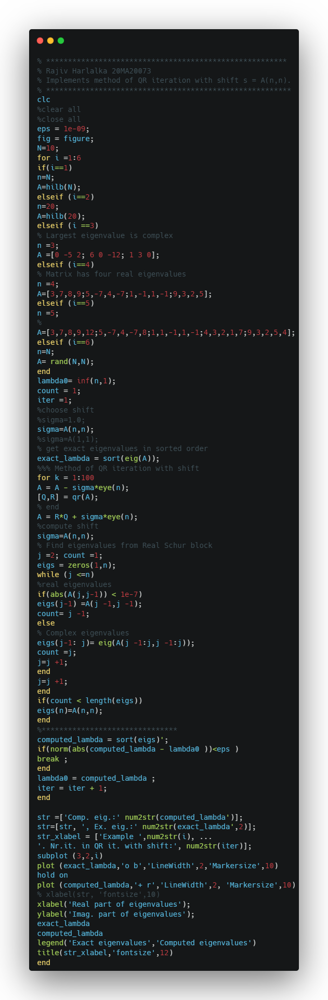 % *******************************************************
% Rajiv Harlalka 20MA20073
% Implements method of QR iteration with shift s = A(n,n).
% ********************************************************
clc
%clear all
%close all
eps = 1e-09;
fig = figure;
N=10;
for i =1:6
if(i==1)
n=N;
A=hilb(N);
elseif (i==2)
n=20;
A=hilb(20);
elseif (i ==3)
% Largest eigenvalue is complex
n =3;
A =[0 -5 2; 6 0 -12; 1 3 0];
elseif (i==4)
% Matrix has four real eigenvalues
n =4;
A=[3,7,8,9;5,-7,4,-7;1,-1,1,-1;9,3,2,5];
elseif (i==5)
n =5;
%
A=[3,7,8,9,12;5,-7,4,-7,8;1,1,-1,1,-1;4,3,2,1,7;9,3,2,5,4];
elseif (i==6)
n=N;
A= rand(N,N);
end
lambda0= inf(n,1);
count = 1;
iter =1;
%choose shift
%sigma=1.0;
sigma=A(n,n);
%sigma=A(1,1);
% get exact eigenvalues in sorted order
exact_lambda = sort(eig(A));
%%% Method of QR iteration with shift
for k = 1:100
A = A - sigma*eye(n);
[Q,R] = qr(A);
% end
A = R*Q + sigma*eye(n);
%compute shift
sigma=A(n,n);
% Find eigenvalues from Real Schur block
j =2; count =1;
eigs = zeros(1,n);
while (j <=n)
%real eigenvalues
if(abs(A(j,j-1)) < 1e-7)
eigs(j-1) =A(j -1,j -1);
count= j -1;
else
% Complex eigenvalues
eigs(j-1: j)= eig(A(j -1:j,j -1:j));
count =j;
j=j +1;
end
j=j +1;
end
if(count < length(eigs))
eigs(n)=A(n,n);
end
%*******************************
computed_lambda = sort(eigs)';
if(norm(abs(computed_lambda - lambda0 ))<eps )
break ;
end
lambda0 = computed_lambda ;
iter = iter + 1;
end
str =['Comp. eig.:' num2str(computed_lambda')];
str=[str, ', Ex. eig.:' num2str(exact_lambda',2)];
str_xlabel = ['Example ',num2str(i), ...
'. Nr.it. in QR it. with shift:', num2str(iter)];
subplot (3,2,i)
plot (exact_lambda,'o b','LineWidth',2,'Markersize',10)
hold on
plot (computed_lambda,'+ r','LineWidth',2, 'Markersize',10)
% xlabel(str, 'fontsize',10)
xlabel('Real part of eigenvalues');
ylabel('Imag. part of eigenvalues');
exact_lambda
computed_lambda
legend('Exact eigenvalues','Computed eigenvalues')
title(str_xlabel,'fontsize',12)
end